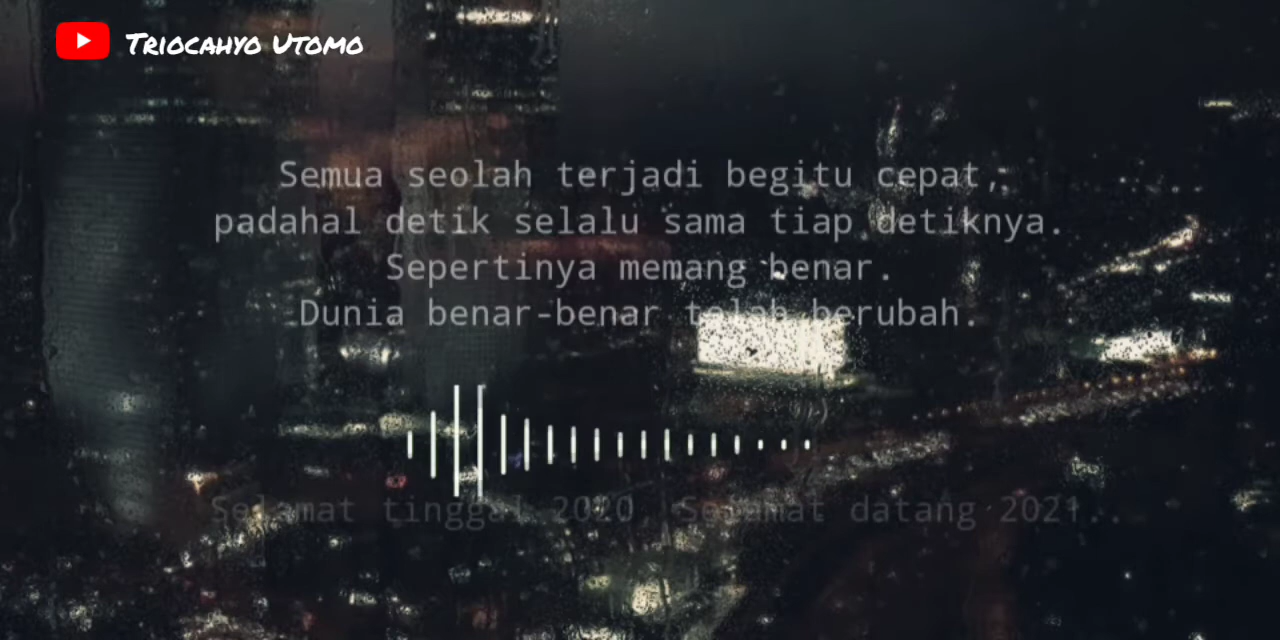 Triocahyo Utomo
Semua seolah terjadi begitu cepat,
padahal detik selalu sama tiap detiknya.
Sepertinya memang benar.
Dunia benar-benar telah berubah.
Selamat tinggal 2020. Selamat datang 2021..